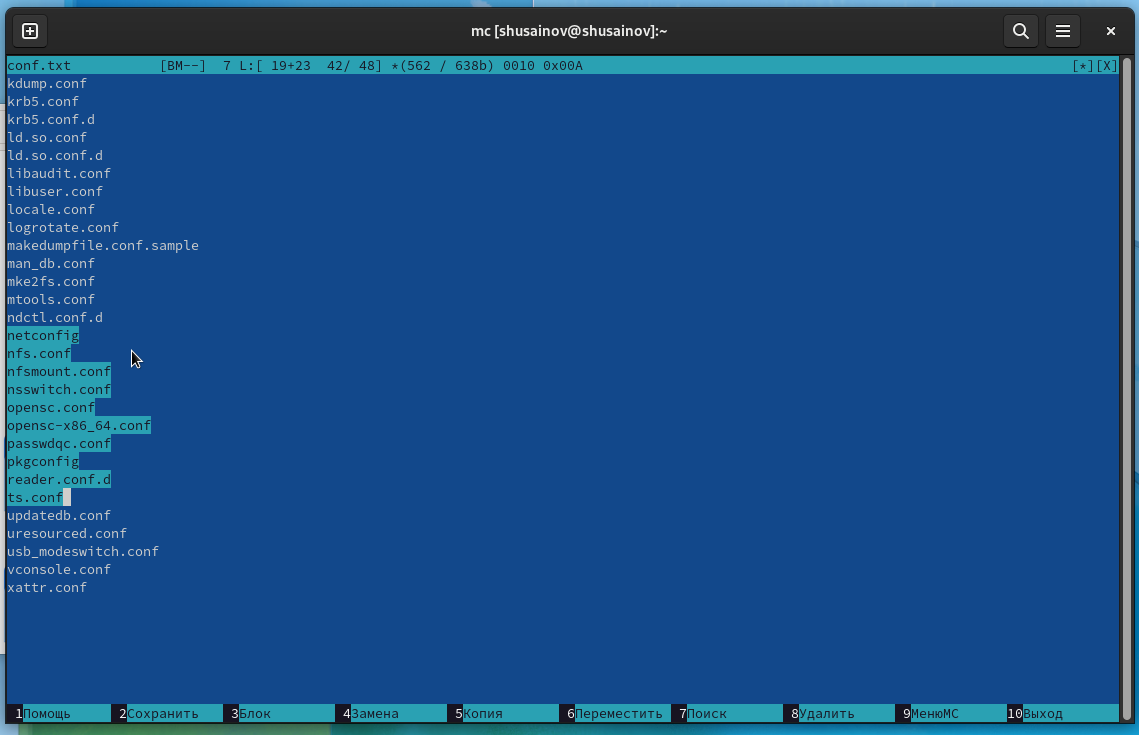 mc [shusainov@shusainov]:~
conf.txt [BM--] 7 L:[ 19+23 42/ 48] *(562 / 638b) 0010 0x00A [*][X]
kdump.conf
krb5.conf
krb5.conf.d
ld.so.conf
ld.so.conf.d
libaudit.conf
libuser.conf
locale.conf
logrotate.conf
makedumpfile.conf.sample
man_db.conf
mke2fs.conf
mtools.conf
ndctl.conf.d
netconfig
nfs.conf
nfsmount.conf
nsswitch.conf
opensc.conf
opensc-x86_64.conf
passwdqc.conf
pkgconfig
reader.conf.d
ts.conf
updatedb.conf
uresourced.conf
usb_modeswitch.conf
vconsole.conf
xattr.conf
1Помощь 2Сохранить 3Блок 4Замена 5Копия 6Переместить 7Поиск 8Удалить 9МенюMC 10Выход